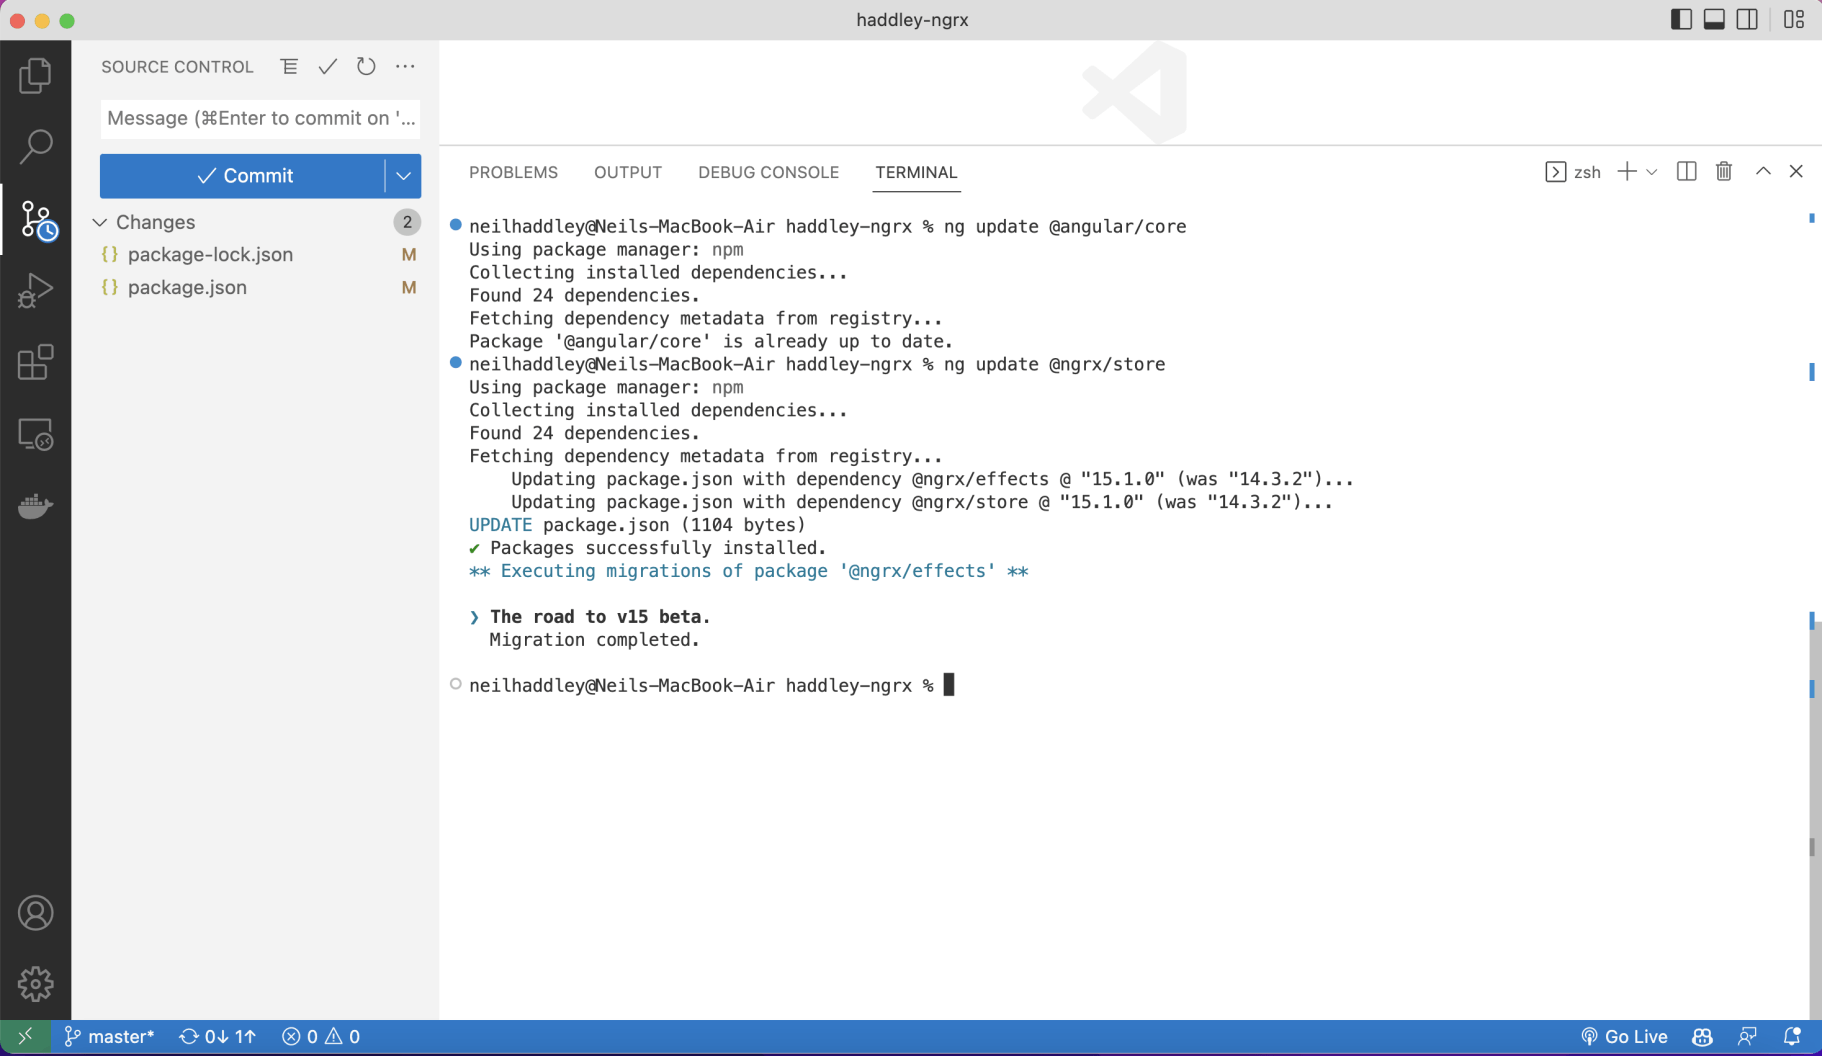 haddley-ngrx
SOURCE CONTROL
Message (⌘Enter to commit on '...
Commit
Changes 2
{} package-lock.json M
{} package.json M
PROBLEMS OUTPUT DEBUG CONSOLE TERMINAL zsh
neilhaddley@Neils-MacBook-Air haddley-ngrx % ng update @angular/core
Using package manager: npm
Collecting installed dependencies...
Found 24 dependencies.
Fetching dependency metadata from registry...
Package '@angular/core' is already up to date.
neilhaddley@Neils-MacBook-Air haddley-ngrx % ng update @ngrx/store
Using package manager: npm
Collecting installed dependencies...
Found 24 dependencies.
Fetching dependency metadata from registry...
Updating package.json with dependency @ngrx/effects @ "15.1.0" (was "14.3.2")...
Updating package.json with dependency @ngrx/store @ "15.1.0" (was "14.3.2")...
UPDATE package.json (1104 bytes)
✔ Packages successfully installed.
** Executing migrations of package '@ngrx/effects' **
❯ The road to v15 beta.
Migration completed.
neilhaddley@Neils-MacBook-Air haddley-ngrx %
master* 0↓ 1↑ 0 0 Go Live